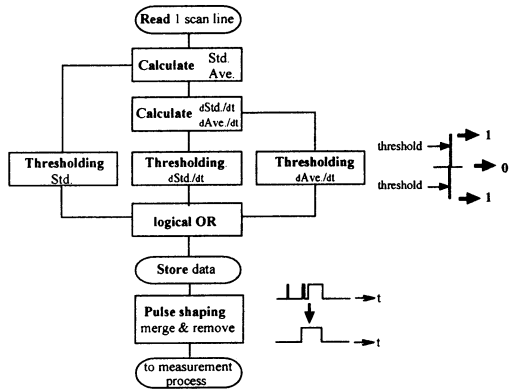 Read 1 scan line
Calculate Std.
Ave.
Calculate dStd./dt
dAve./dt
Thresholding
Std.
Thresholding
dStd./dt
Thresholding
dAve./dt
threshold
1
0
threshold
1
logical OR
Store data
Pulse shaping
merge & remove
t
t
to measurement
process